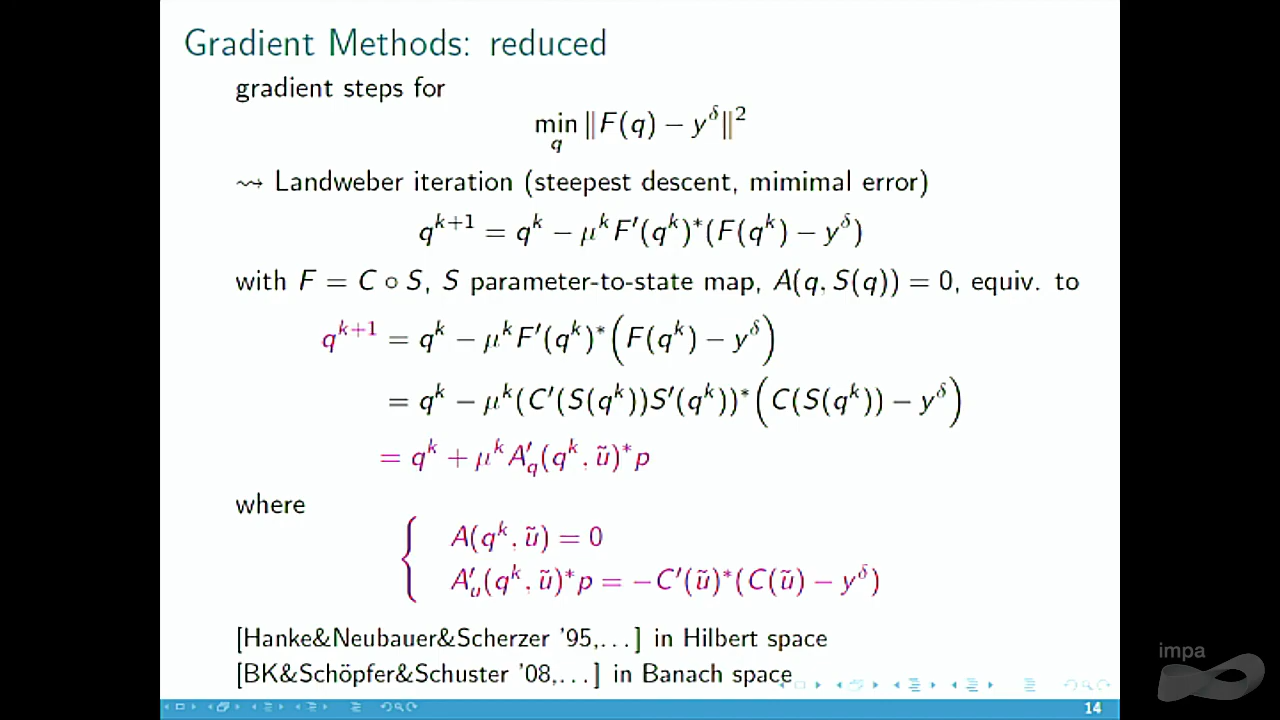 Gradient Methods: reduced
gradient steps for
min_q ‖F(q) − y^δ‖²
⇝ Landweber iteration (steepest descent, mimimal error)
q^{k+1} = q^k − μ^k F′(q^k)*(F(q^k) − y^δ)
with F = C ∘ S, S parameter-to-state map, A(q, S(q)) = 0, equiv. to
q^{k+1} = q^k − μ^k F′(q^k)*(F(q^k) − y^δ)
= q^k − μ^k (C′(S(q^k))S′(q^k))*(C(S(q^k)) − y^δ)
= q^k + μ^k A′_q(q^k, ũ)*p
where
{ A(q^k, ũ) = 0
A′_u(q^k, ũ)*p = −C′(ũ)*(C(ũ) − y^δ)
[Hanke&Neubauer&Scherzer '95,...] in Hilbert space
[BK&Schöpfer&Schuster '08,...] in Banach space
impa
14